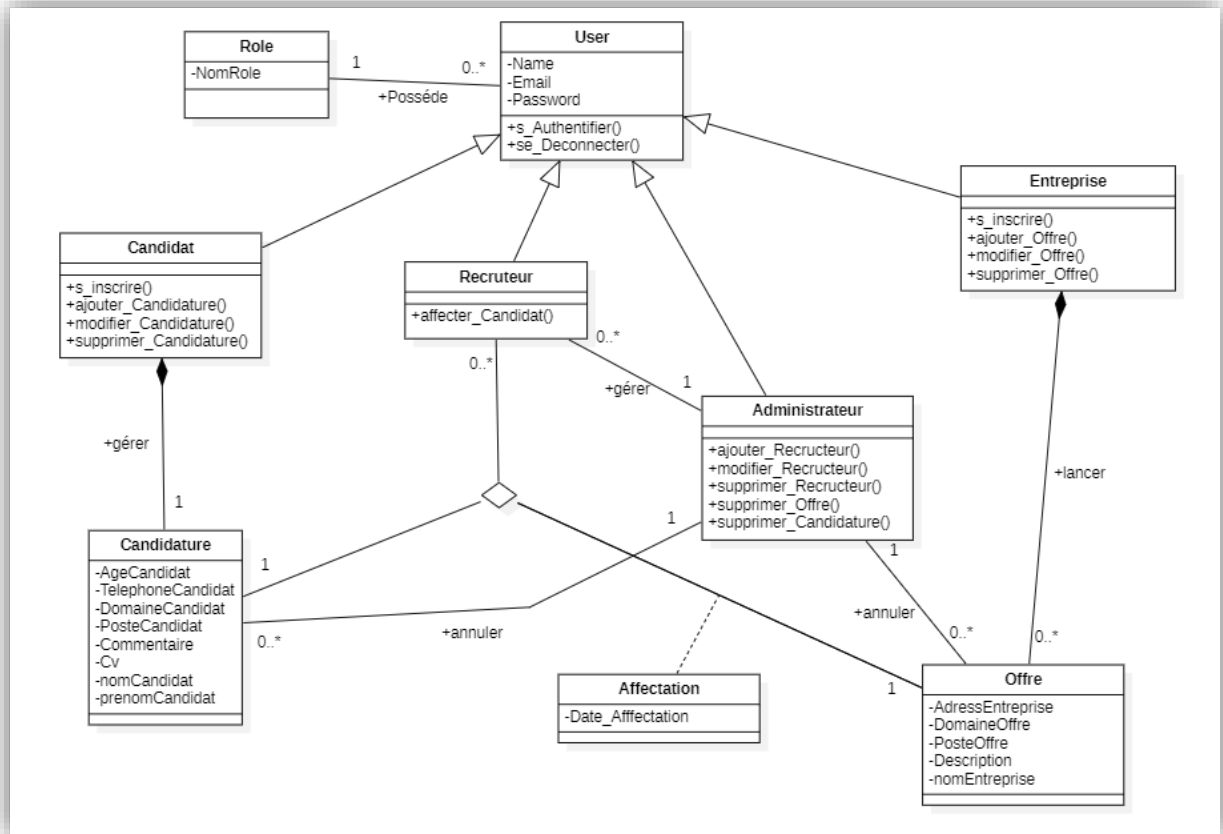 Role
-NomRole
1
0..*
+Posséde
User
-Name
-Email
-Password
+s_Authentifier()
+se_Deconnecter()
Entreprise
+s_inscrire()
+ajouter_Offre()
+modifier_Offre()
+supprimer_Offre()
Candidat
+s_inscrire()
+ajouter_Candidature()
+modifier_Candidature()
+supprimer_Candidature()
Recruteur
+affecter_Candidat()
0..*
0..*
+gérer
1
Administrateur
+ajouter_Recructeur()
+modifier_Recructeur()
+supprimer_Recructeur()
+supprimer_Offre()
+supprimer_Candidature()
+gérer
1
+lancer
1
1
Candidature
-AgeCandidat
-TelephoneCandidat
-DomaineCandidat
-PosteCandidat
-Commentaire
-Cv
-nomCandidat
-prenomCandidat
1
0..*
+annuler
+annuler
0..*
0..*
1
Affectation
-Date_Afffectation
Offre
-AdressEntreprise
-DomaineOffre
-PosteOffre
-Description
-nomEntreprise